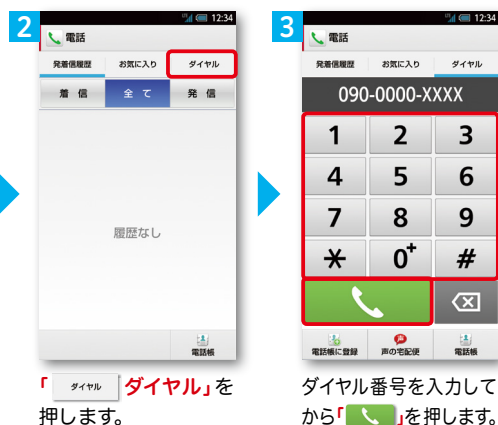 2
12:34
電話
発着信履歴 お気に入り ダイヤル
着 信 全 て 発 信
履歴なし
電話帳
「 ダイヤル ダイヤル」を
押します。
3
12:34
電話
発着信履歴 お気に入り ダイヤル
090-0000-XXXX
1 2 3
4 5 6
7 8 9
* 0+ #
電話帳に登録 声の宅配便 電話帳
ダイヤル番号を入力して
から「 」を押します。